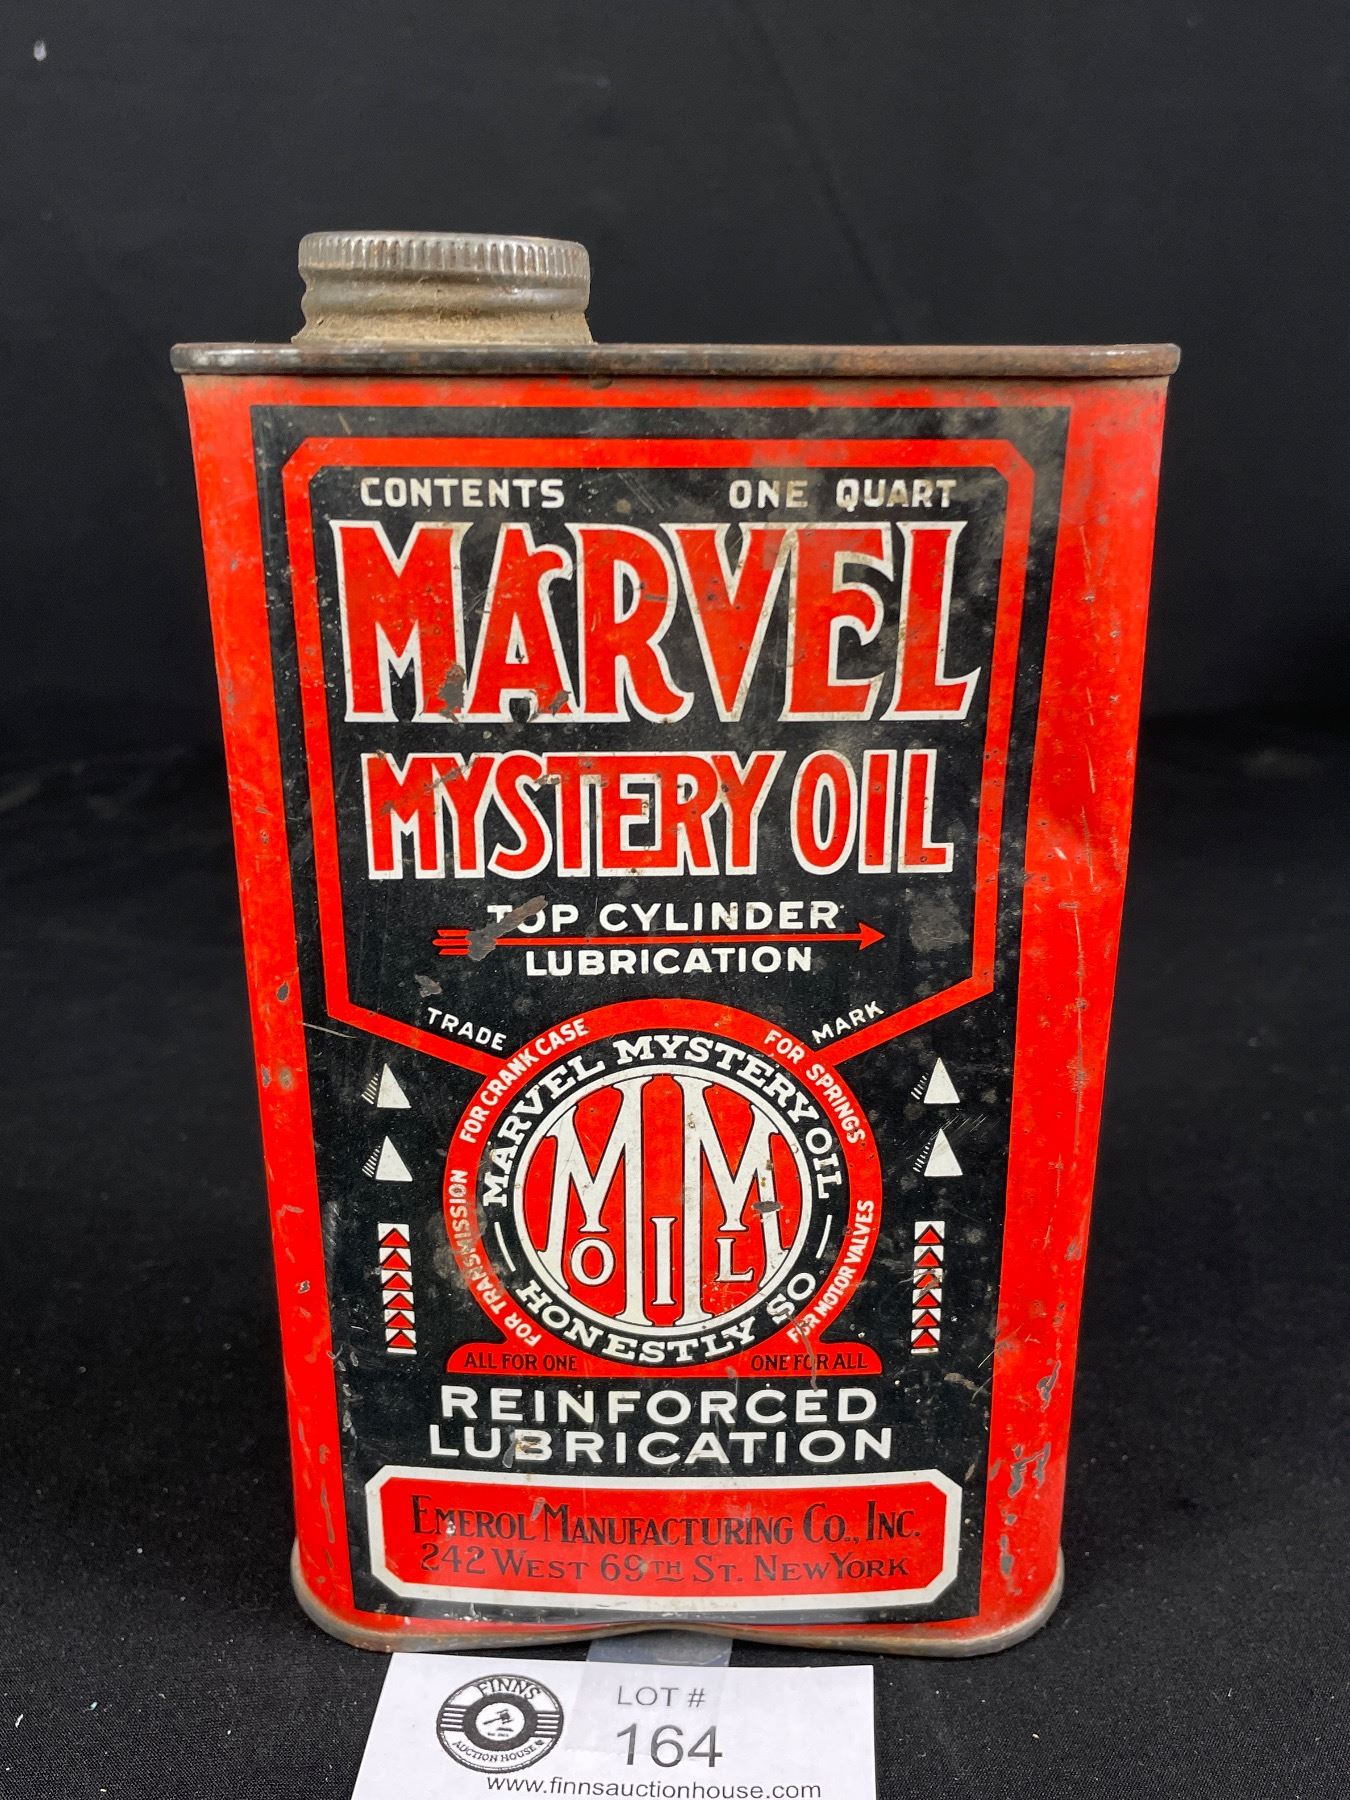 CONTENTS ONE QUART
MARVEL
MYSTERY OIL
TOP CYLINDER
LUBRICATION
TRADE MARK
FOR TRANSMISSION FOR CRANK CASE FOR SPRINGS FOR MOTOR VALVES
MARVEL MYSTERY OIL
MM
OIL
HONESTLY SO
ALL FOR ONE ONE FOR ALL
REINFORCED
LUBRICATION
EMEROL MANUFACTURING CO., INC.
242 WEST 69TH ST. NEW YORK
FINNS
AUCTION HOUSE
LOT #
164
www.finnsauctionhouse.com